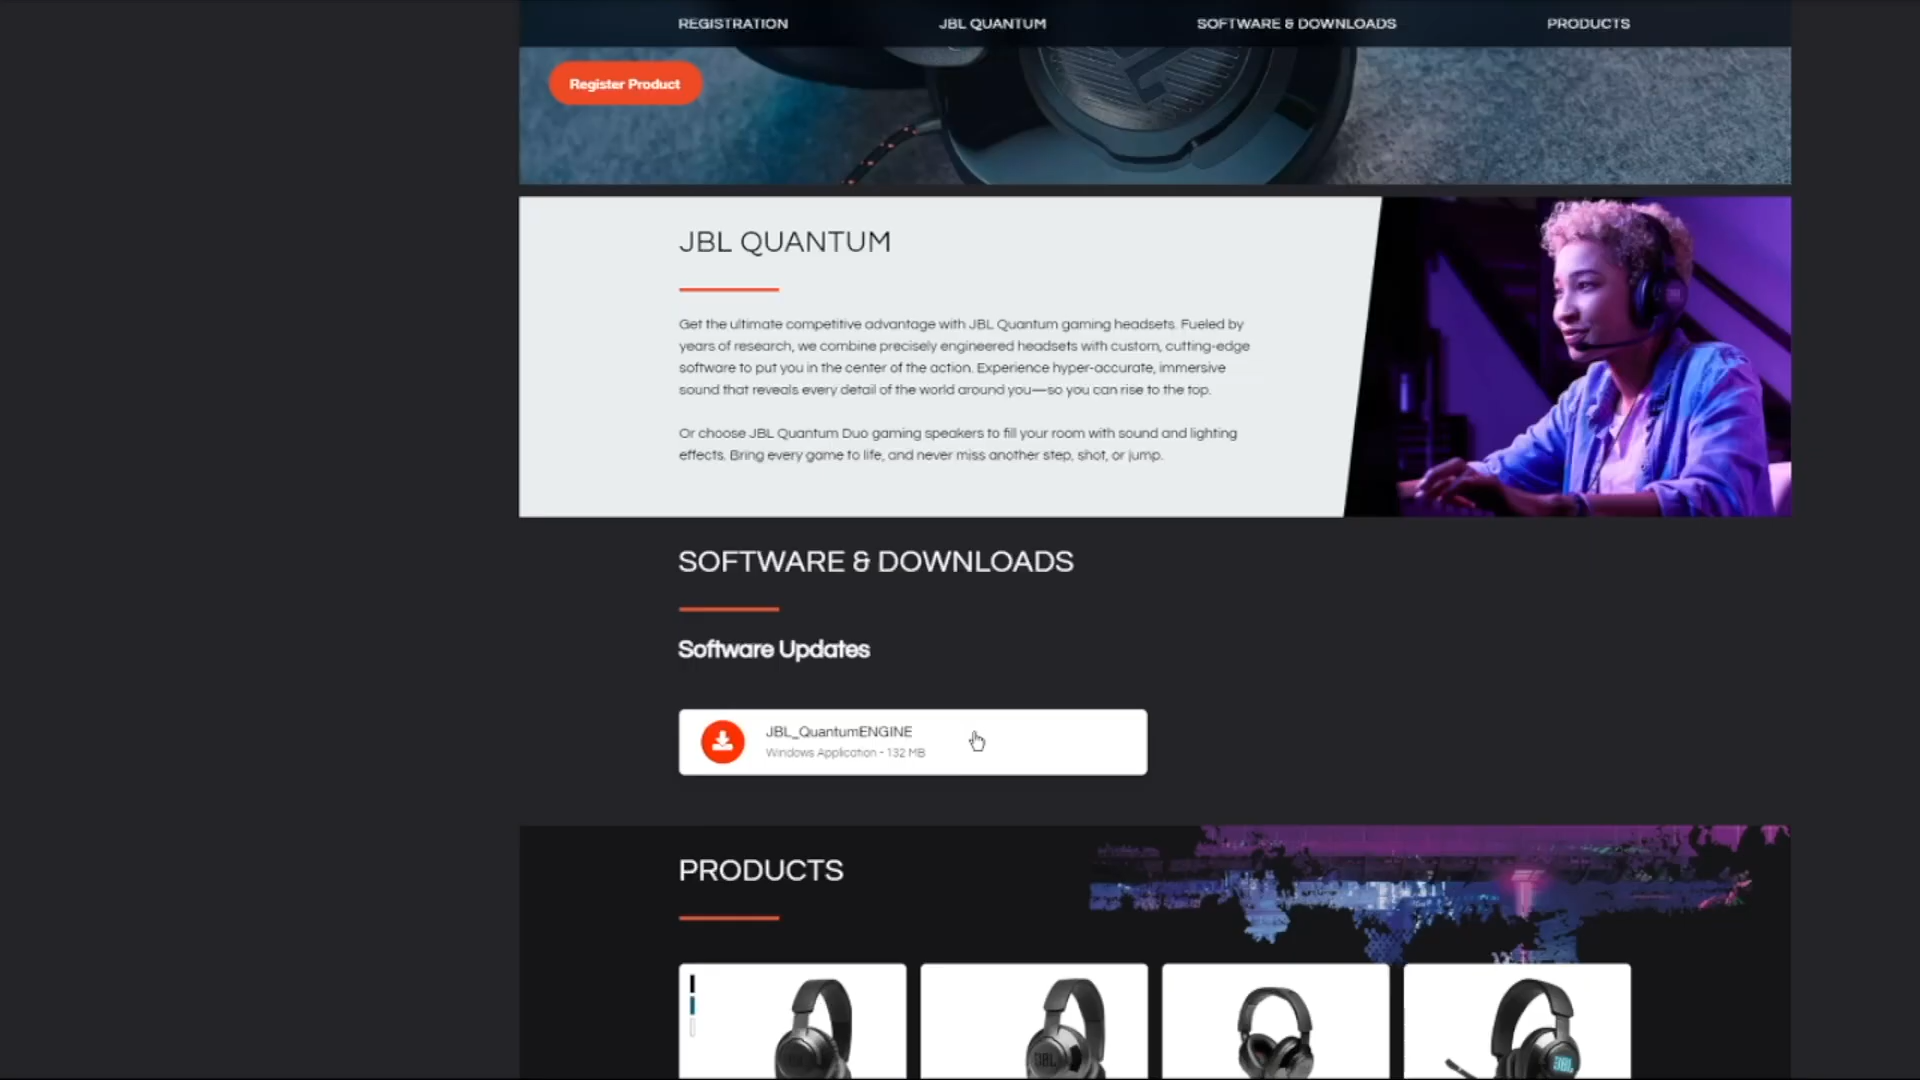 REGISTRATION JBL QUANTUM SOFTWARE & DOWNLOADS PRODUCTS
Register Product
JBL QUANTUM
Get the ultimate competitive advantage with JBL Quantum gaming headsets. Fueled by
years of research, we combine precisely engineered headsets with custom, cutting-edge
software to put you in the center of the action. Experience hyper-accurate, immersive
sound that reveals every detail of the world around you—so you can rise to the top.
Or choose JBL Quantum Duo gaming speakers to fill your room with sound and lighting
effects. Bring every game to life, and never miss another step, shot, or jump.
SOFTWARE & DOWNLOADS
Software Updates
JBL_QuantumENGINE
Windows Application - 132 MB
PRODUCTS
JBL
JBL